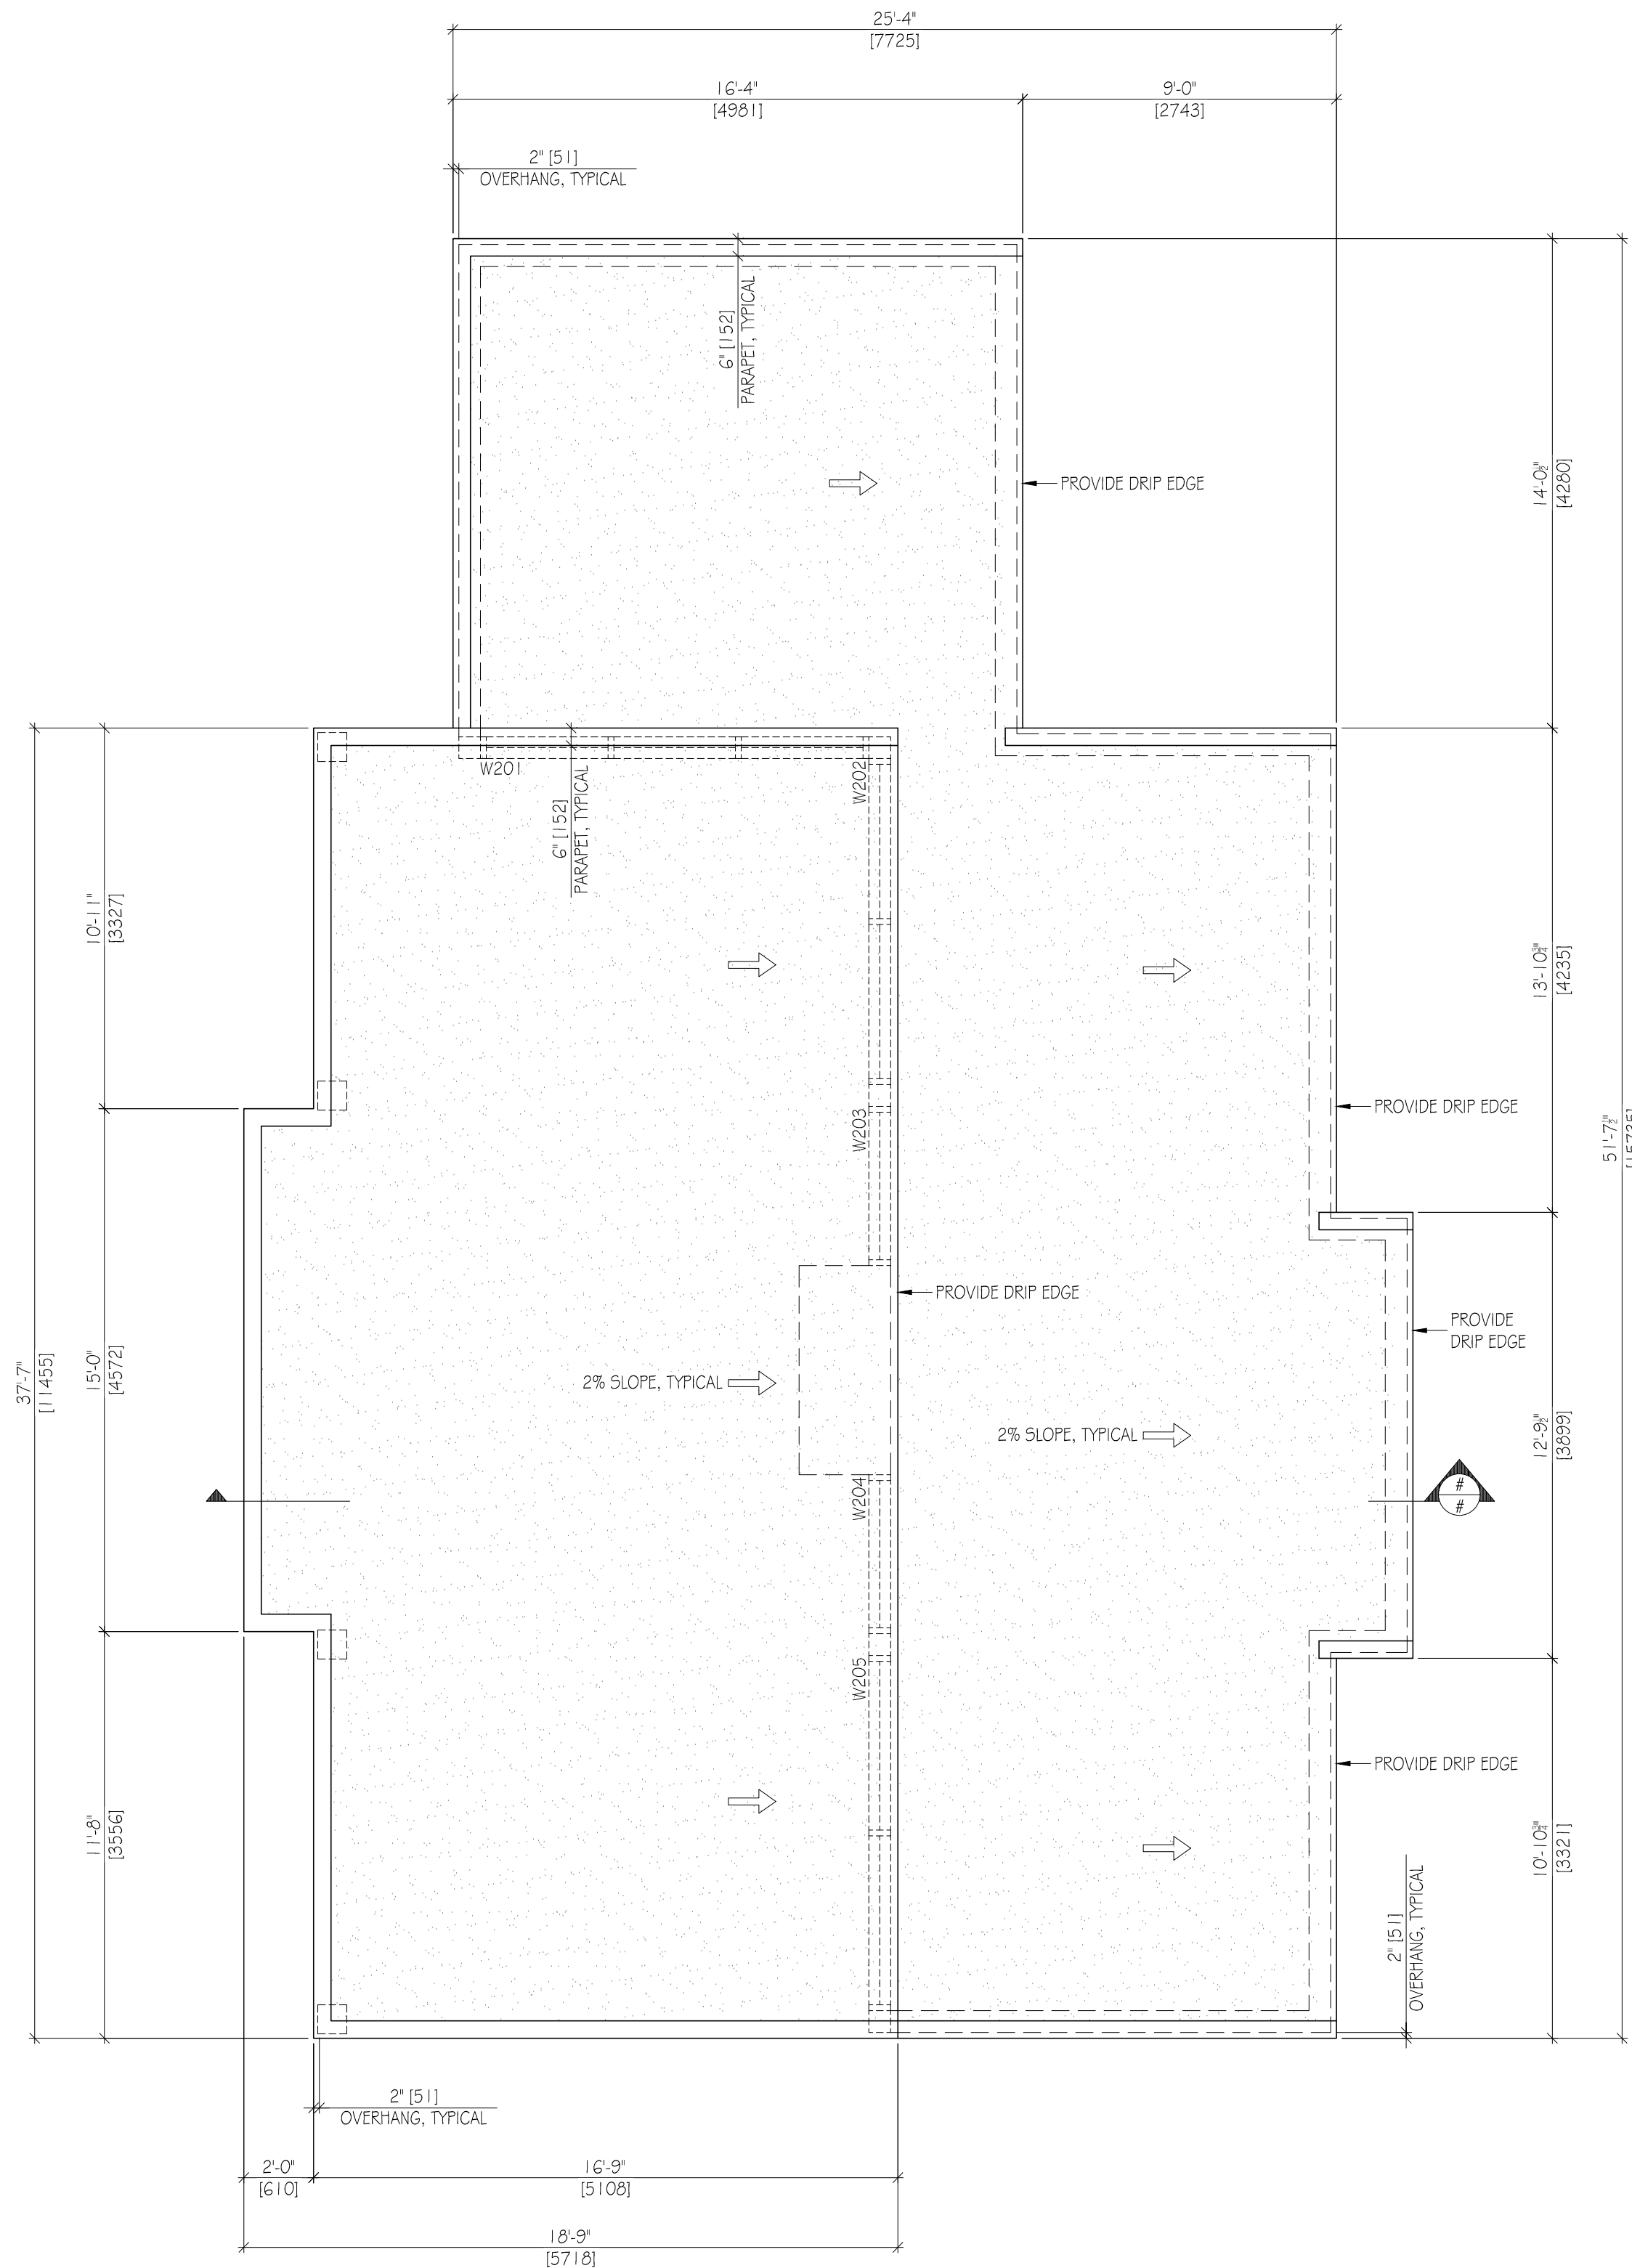 25'-4"
[7725]
16'-4"
[4981]
9'-0"
[2743]
2" [51]
OVERHANG, TYPICAL
6" [152]
PARAPET, TYPICAL
PROVIDE DRIP EDGE
14'-0½"
[4280]
W201
W202
6" [152]
PARAPET, TYPICAL
10'-11"
[3327]
13'-10¾"
[4235]
PROVIDE DRIP EDGE
W203
51'-7½"
[15735]
PROVIDE DRIP EDGE
PROVIDE
DRIP EDGE
37'-7"
[11455]
15'-0"
[4572]
2% SLOPE, TYPICAL
2% SLOPE, TYPICAL
12'-9½"
[3899]
W204
#
#
W205
PROVIDE DRIP EDGE
11'-8"
[3556]
10'-10¾"
[3321]
2" [51]
OVERHANG, TYPICAL
2" [51]
OVERHANG, TYPICAL
2'-0"
[610]
16'-9"
[5108]
18'-9"
[5718]